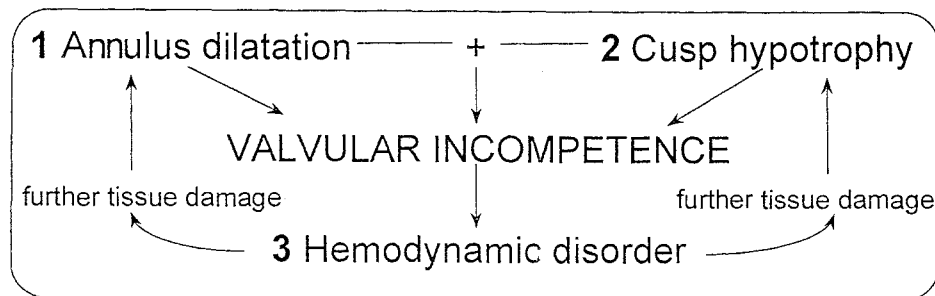 1 Annulus dilatation + 2 Cusp hypotrophy
VALVULAR INCOMPETENCE
further tissue damage further tissue damage
3 Hemodynamic disorder